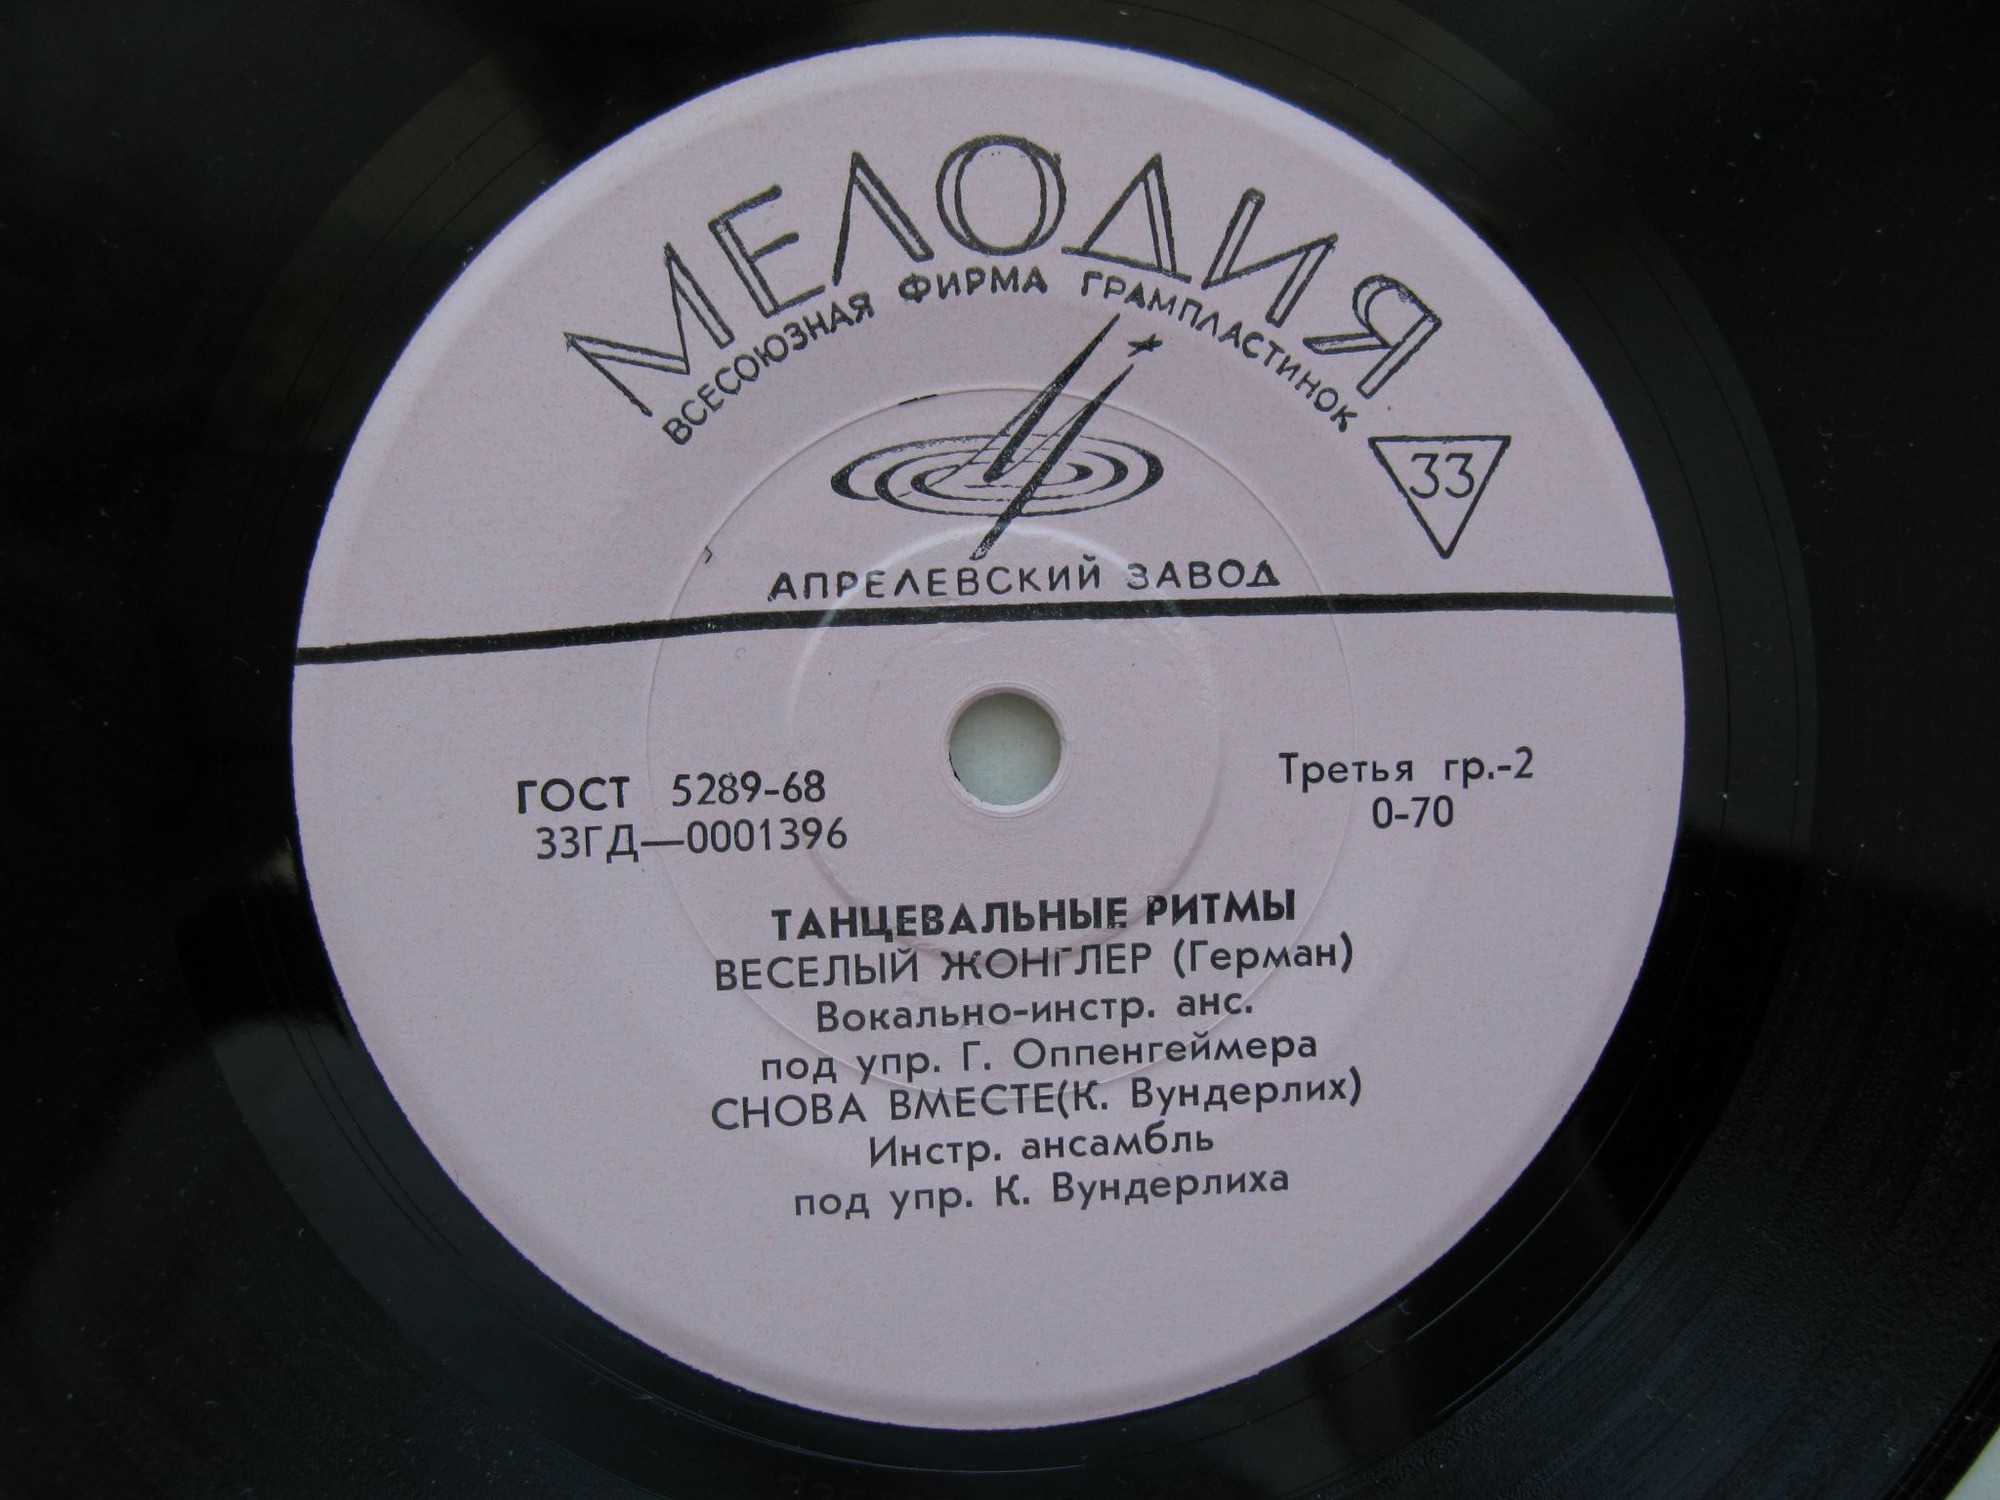 МЕЛОДИЯ
ВСЕСОЮЗНАЯ ФИРМА ГРАМПЛАСТИНОК
33
АПРЕЛЕВСКИЙ ЗАВОД
ГОСТ 5289-68
33ГД—0001396
Третья гр.-2
0-70
ТАНЦЕВАЛЬНЫЕ РИТМЫ
ВЕСЕЛЫЙ ЖОНГЛЕР (Герман)
Вокально-инстр. анс.
под упр. Г. Оппенгеймера
СНОВА ВМЕСТЕ(К. Вундерлих)
Инстр. ансамбль
под упр. К. Вундерлиха